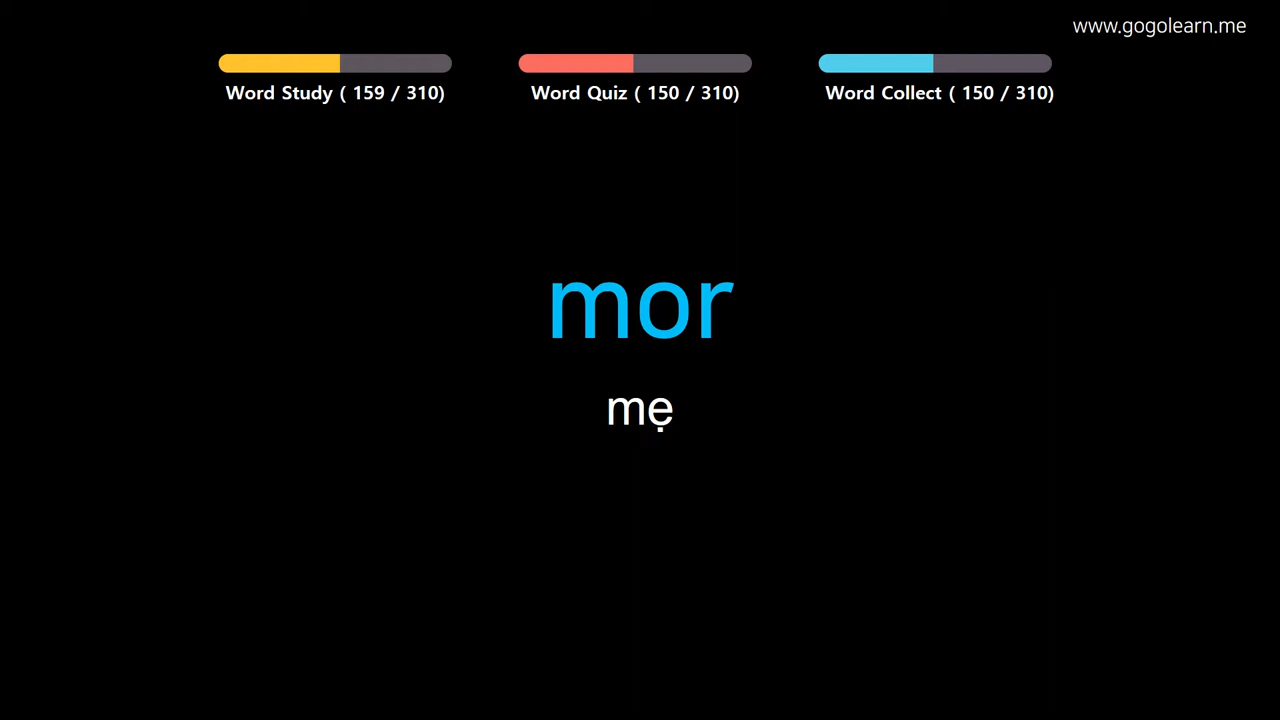 www.gogolearn.me
Word Study ( 159 / 310)
Word Quiz ( 150 / 310)
Word Collect ( 150 / 310)
mor
mẹ